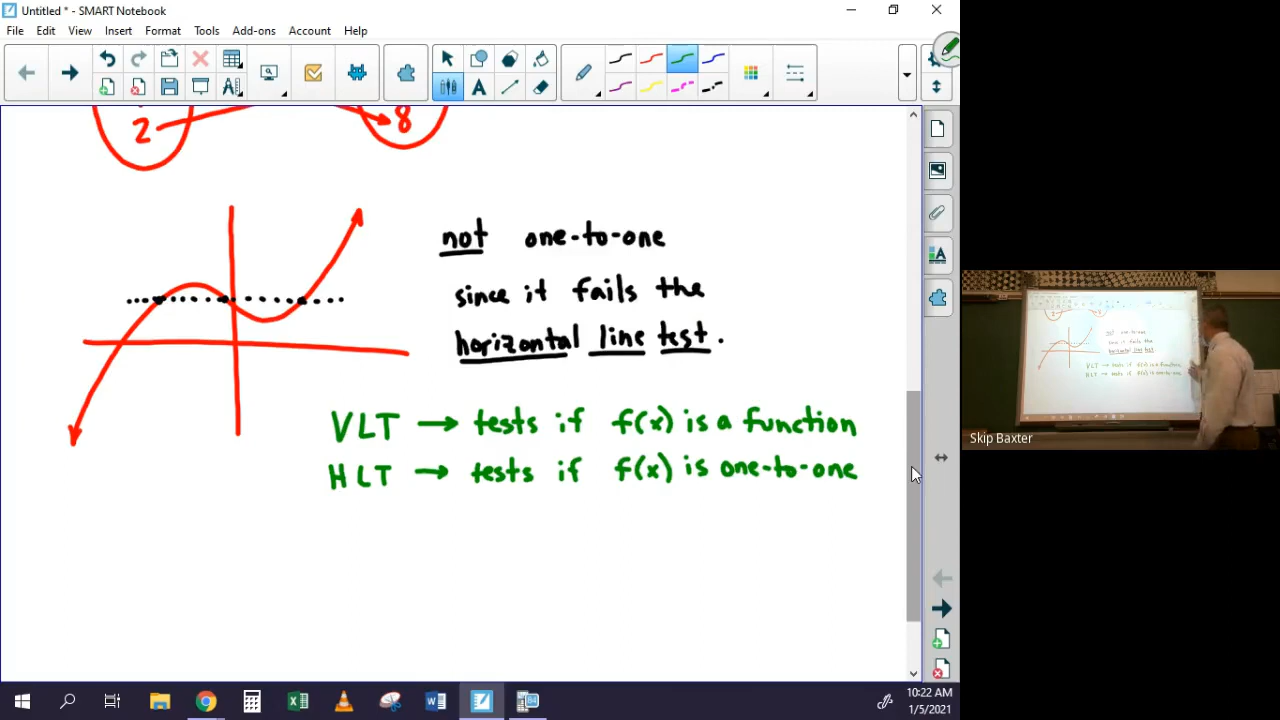 Untitled * - SMART Notebook
File Edit View Insert Format Tools Add-ons Account Help
2 8
not one-to-one
since it fails the
horizontal line test.
VLT → tests if f(x) is a function
HLT → tests if f(x) is one-to-one
Skip Baxter
10:22 AM
1/5/2021